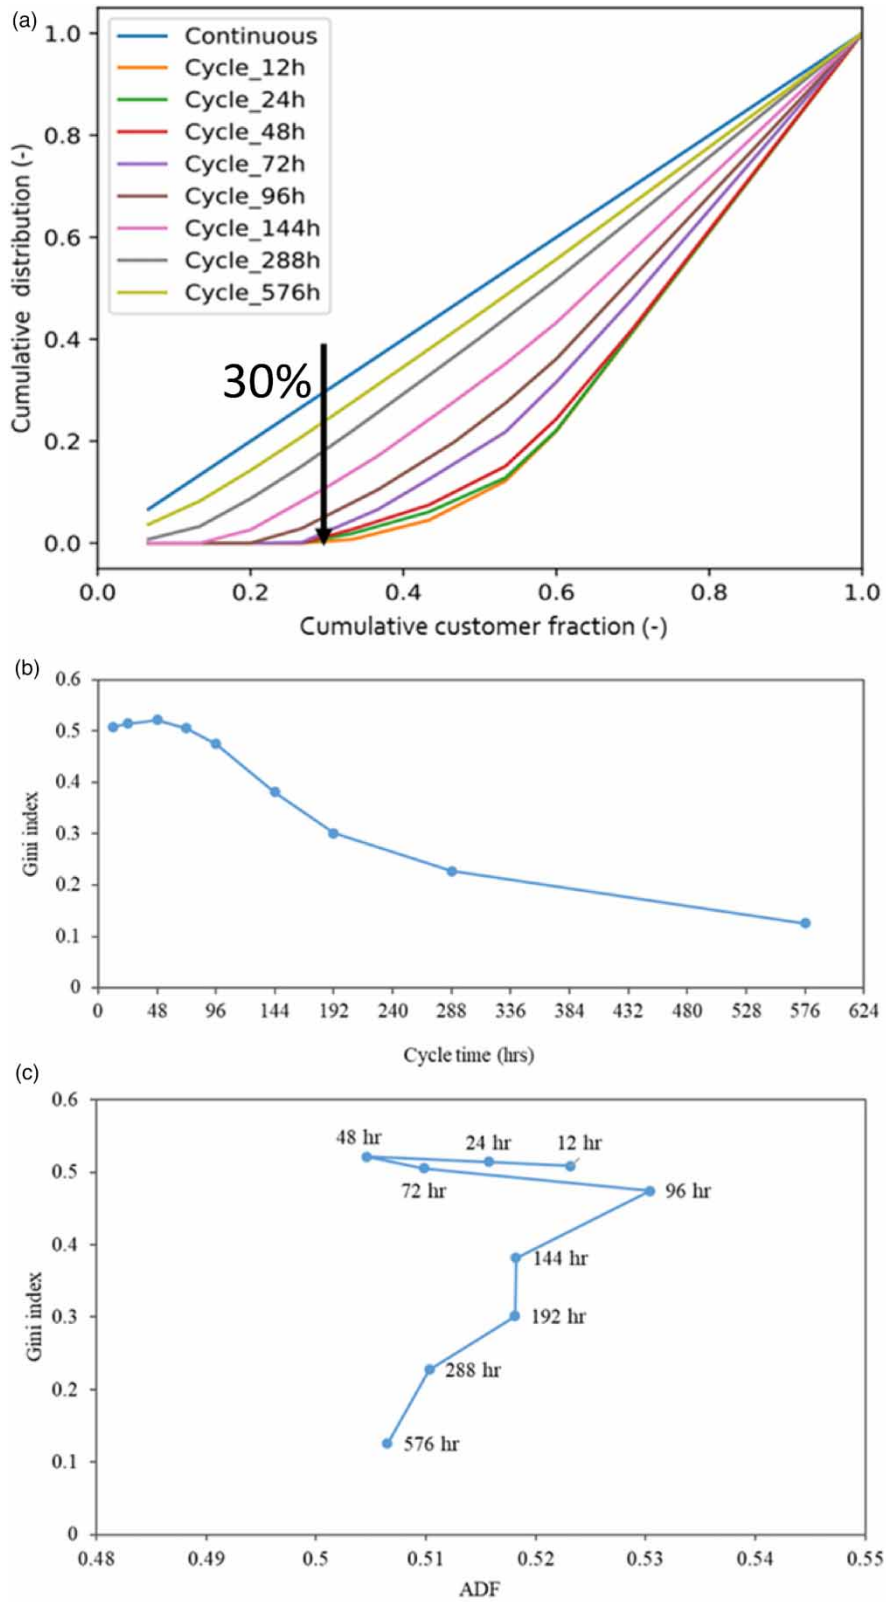 (a)
Continuous
Cycle_12h
Cycle_24h
Cycle_48h
Cycle_72h
Cycle_96h
Cycle_144h
Cycle_288h
Cycle_576h
30%
1.0
0.8
0.6
0.4
0.2
0.0
Cumulative distribution (-)
0.0 0.2 0.4 0.6 0.8 1.0
Cumulative customer fraction (-)
(b)
0.6
0.5
0.4
0.3
0.2
0.1
0
Gini index
0 48 96 144 192 240 288 336 384 432 480 528 576 624
Cycle time (hrs)
(c)
0.6
0.5
0.4
0.3
0.2
0.1
0
Gini index
48 hr 24 hr 12 hr
72 hr 96 hr
144 hr
192 hr
288 hr
576 hr
0.48 0.49 0.5 0.51 0.52 0.53 0.54 0.55
ADF